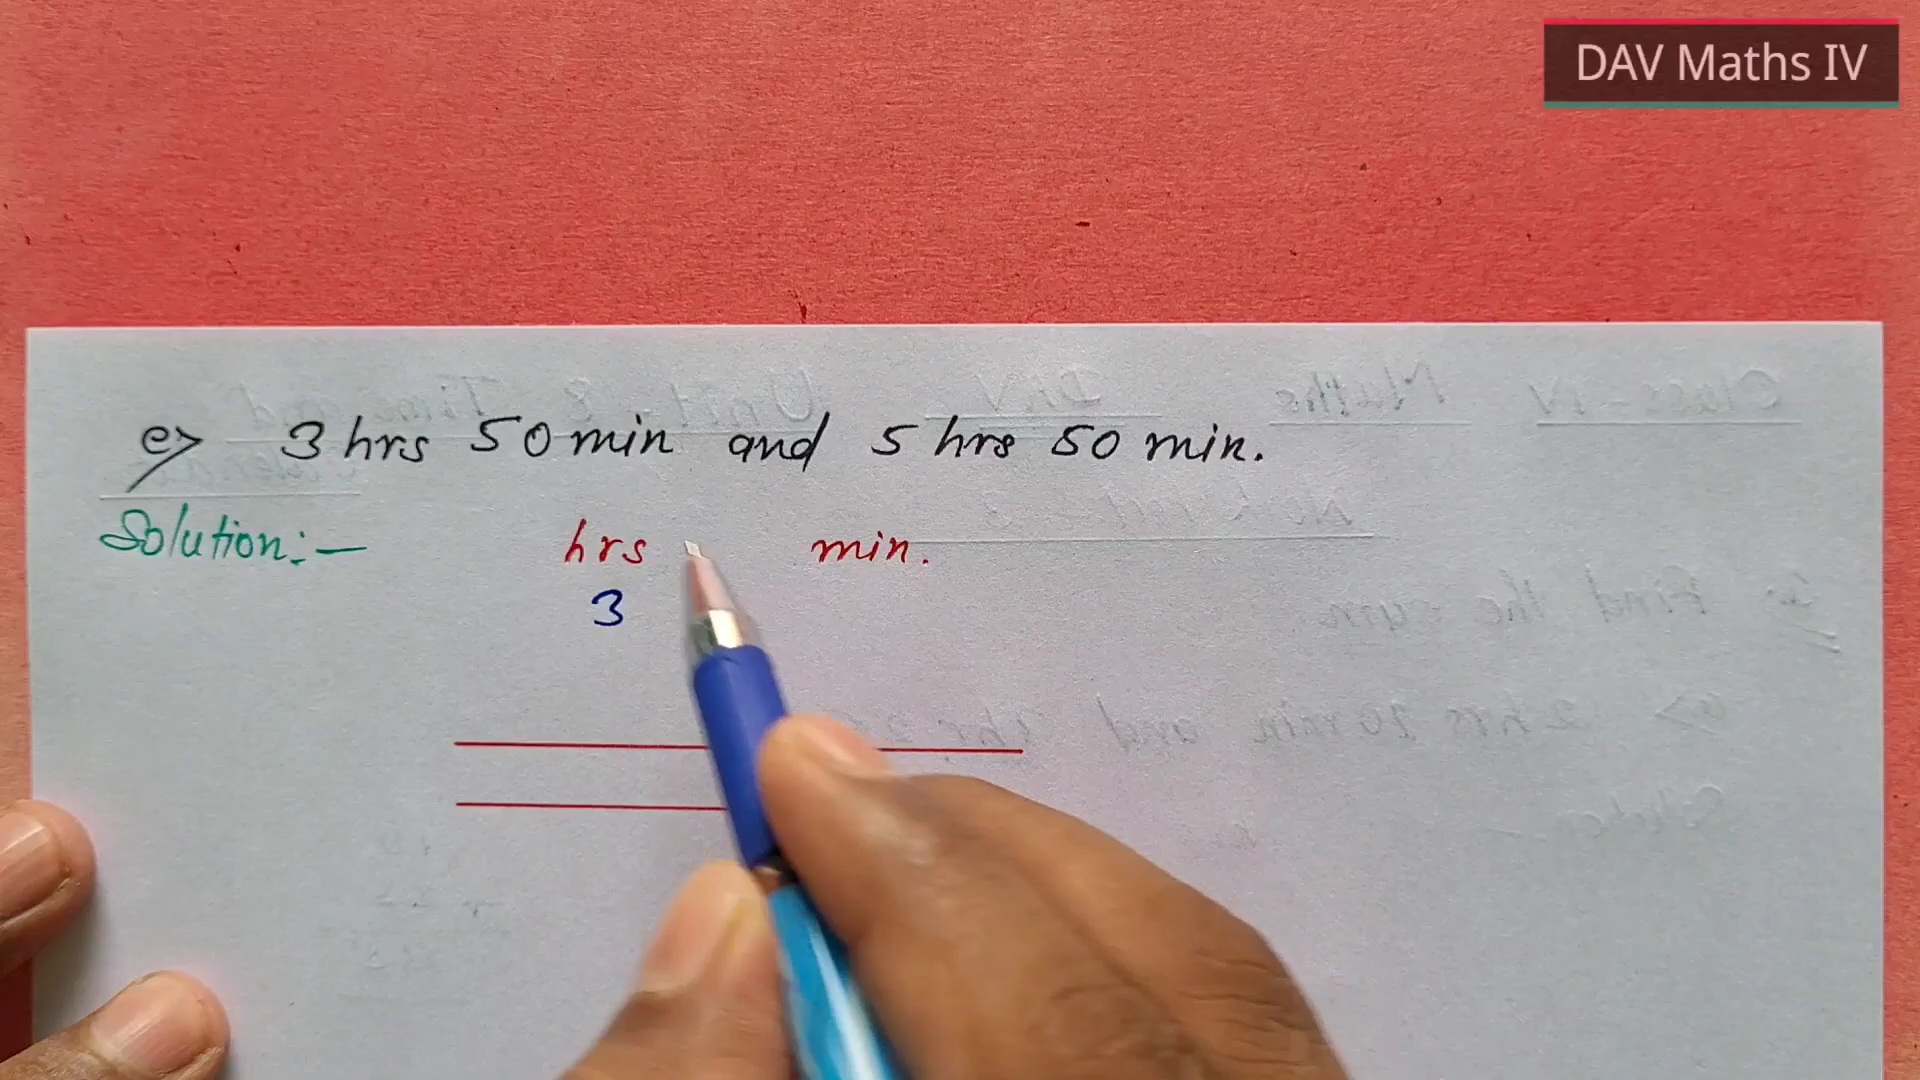 DAV Maths IV
e> 3 hrs 50 min and 5 hrs 50 min.
Solution:—
hrs min.
3